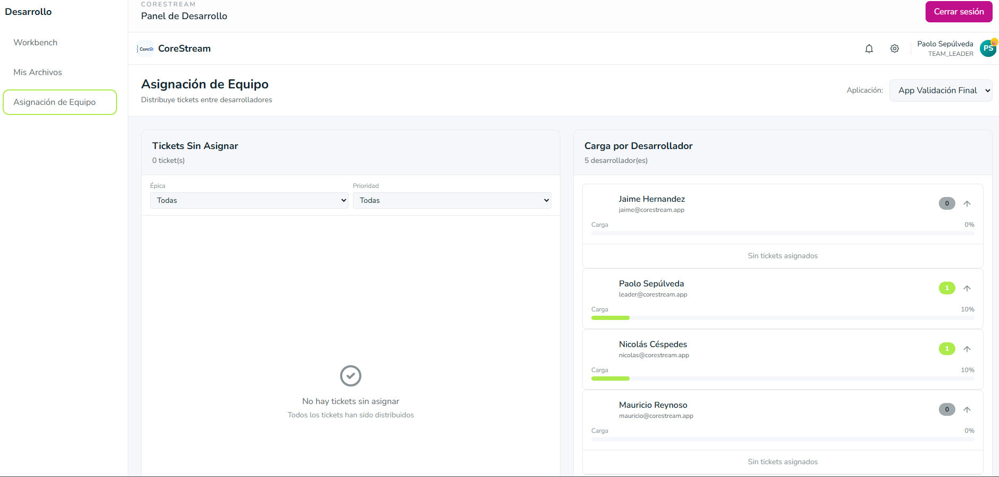 Desarrollo
Workbench
Mis Archivos
Asignación de Equipo
CORESTREAM
Panel de Desarrollo
Cerrar sesión
CoreSt
CoreStream
Paolo Sepúlveda
TEAM_LEADER
PS
Asignación de Equipo
Distribuye tickets entre desarrolladores
Aplicación:
App Validación Final
Tickets Sin Asignar
0 ticket(s)
Épica
Prioridad
Todas
Todas
No hay tickets sin asignar
Todos los tickets han sido distribuidos
Carga por Desarrollador
5 desarrollador(es)
Jaime Hernandez
jaime@corestream.app
0
Carga
0%
Sin tickets asignados
Paolo Sepúlveda
leader@corestream.app
1
Carga
10%
Nicolás Céspedes
nicolas@corestream.app
1
Carga
10%
Mauricio Reynoso
mauricio@corestream.app
0
Carga
0%
Sin tickets asignados